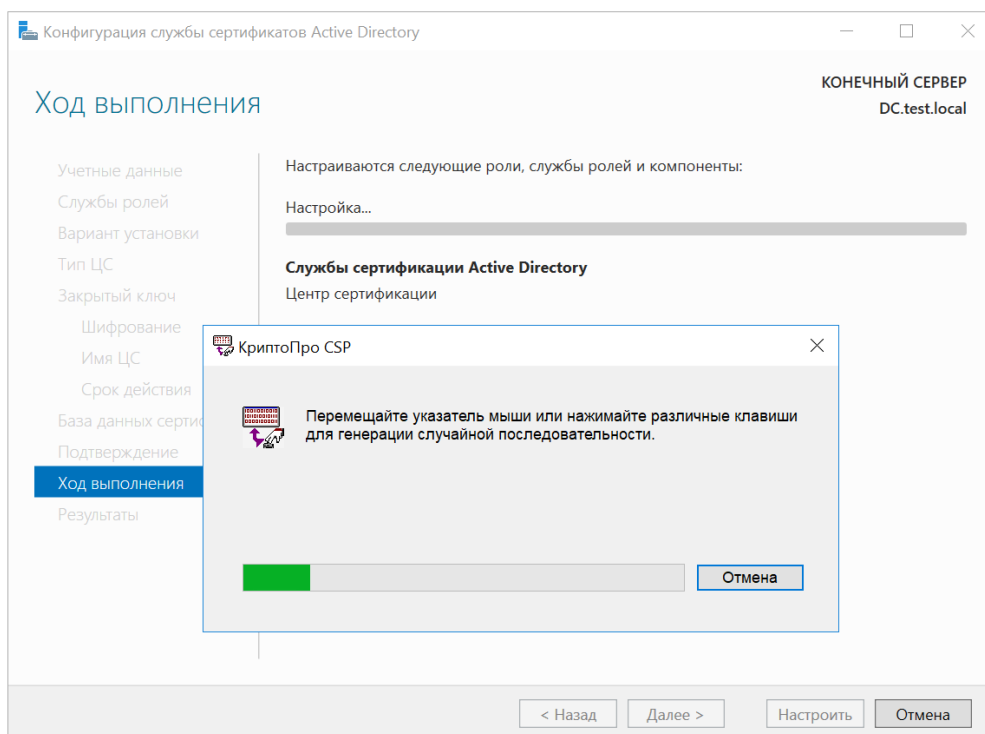 Конфигурация службы сертификатов Active Directory
КОНЕЧНЫЙ СЕРВЕР
DC.test.local
Ход выполнения
Учетные данные
Службы ролей
Вариант установки
Тип ЦС
Закрытый ключ
Шифрование
Имя ЦС
Срок действия
База данных серти
Подтверждение
Ход выполнения
Результаты
Настраиваются следующие роли, службы ролей и компоненты:
Настройка...
Службы сертификации Active Directory
Центр сертификации
КриптоПро CSP
Перемещайте указатель мыши или нажимайте различные клавиши
для генерации случайной последовательности.
Отмена
< Назад
Далее >
Настроить
Отмена